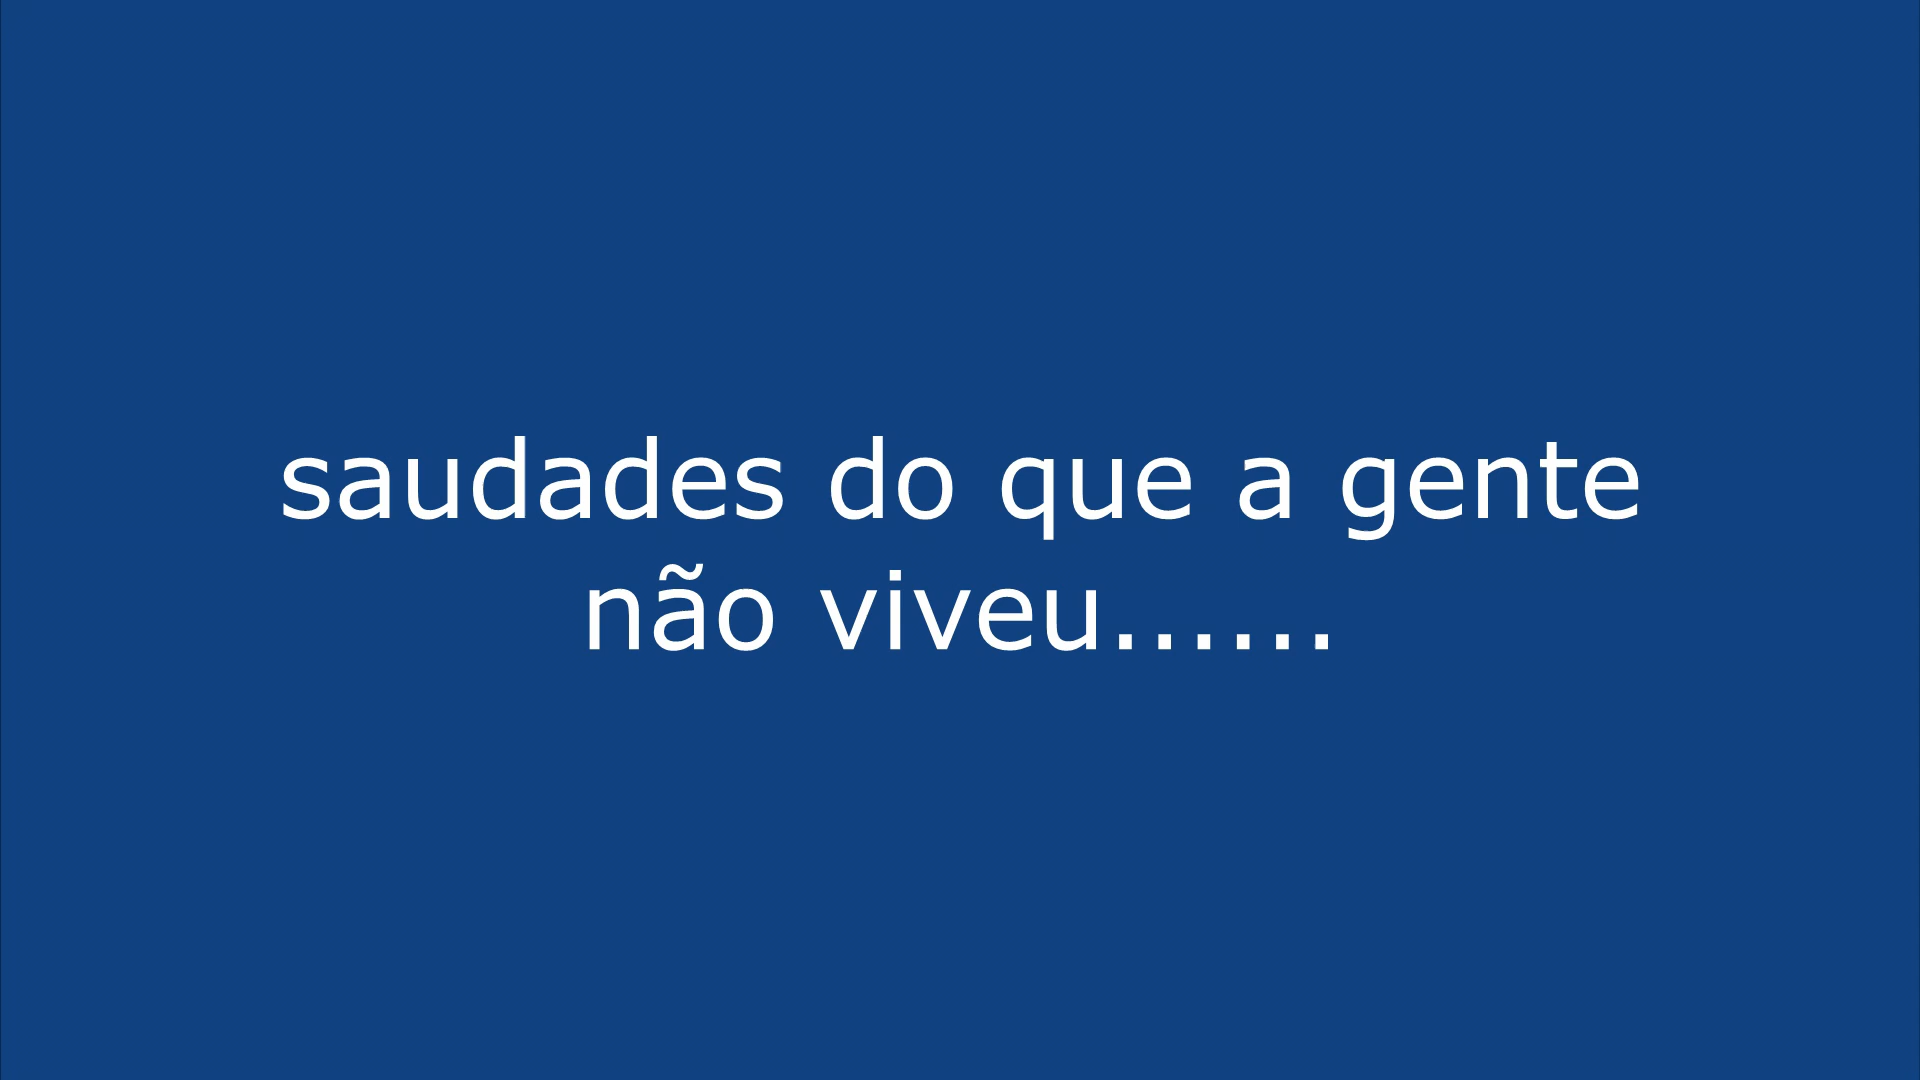 saudades do que a gente
não viveu......